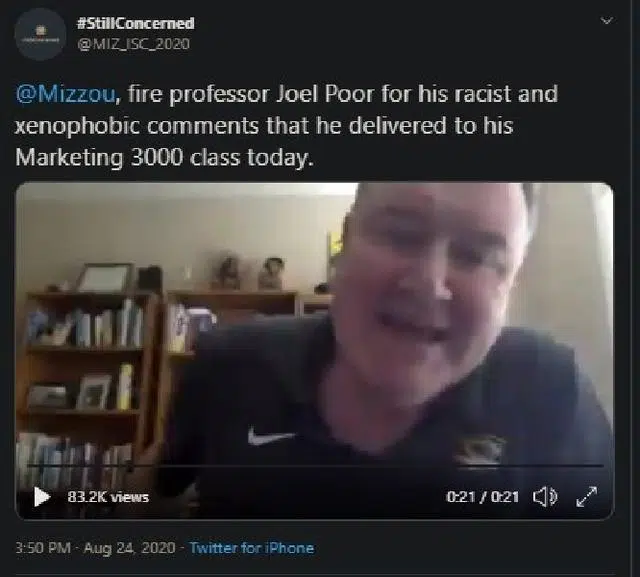 #StillConcerned
@MIZ_ISC_2020
@Mizzou, fire professor Joel Poor for his racist and
xenophobic comments that he delivered to his
Marketing 3000 class today.
83.2K views
0:21 / 0:21
3:50 PM · Aug 24, 2020 · Twitter for iPhone